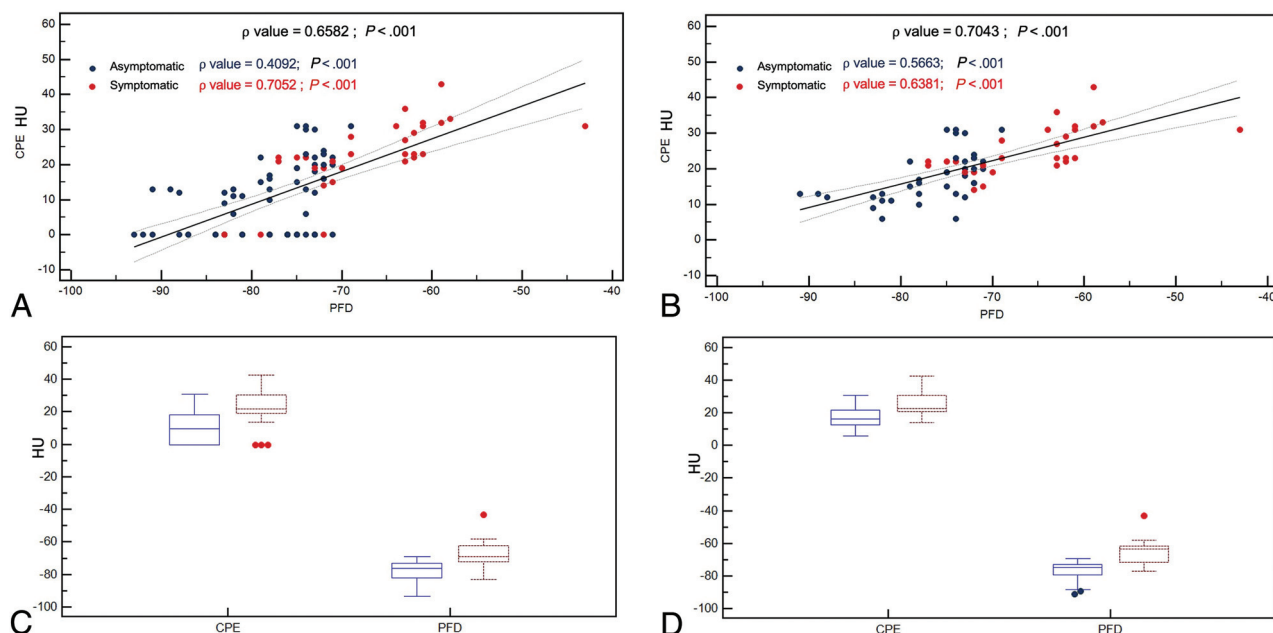 A
ρ value = 0.6582 ; P<.001
Asymptomatic ρ value = 0.4092; P<.001
Symptomatic ρ value = 0.7052 ; P<.001
60
50
40
30
20
10
0
-10
CPE HU
-100 -90 -80 -70 -60 -50 -40
PFD
B
ρ value = 0.7043 ; P<.001
Asymptomatic ρ value = 0.5663; P<.001
Symptomatic ρ value = 0.6381; P<.001
60
50
40
30
20
10
0
-10
CPE HU
-100 -90 -80 -70 -60 -50 -40
PFD
C
60
40
20
0
-20
-40
-60
-80
-100
HU
CPE PFD
D
60
40
20
0
-20
-40
-60
-80
-100
HU
CPE PFD